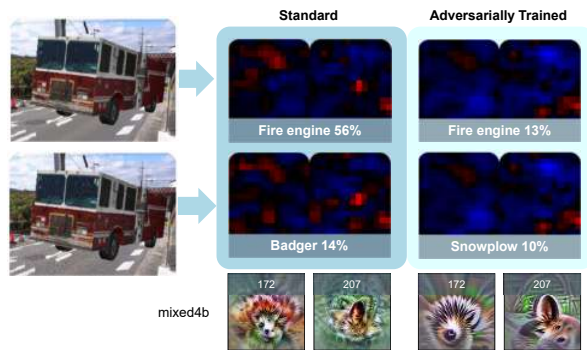 Standard
Adversarially Trained
Fire engine 56%
Fire engine 13%
Badger 14%
Snowplow 10%
mixed4b
172
207
172
207